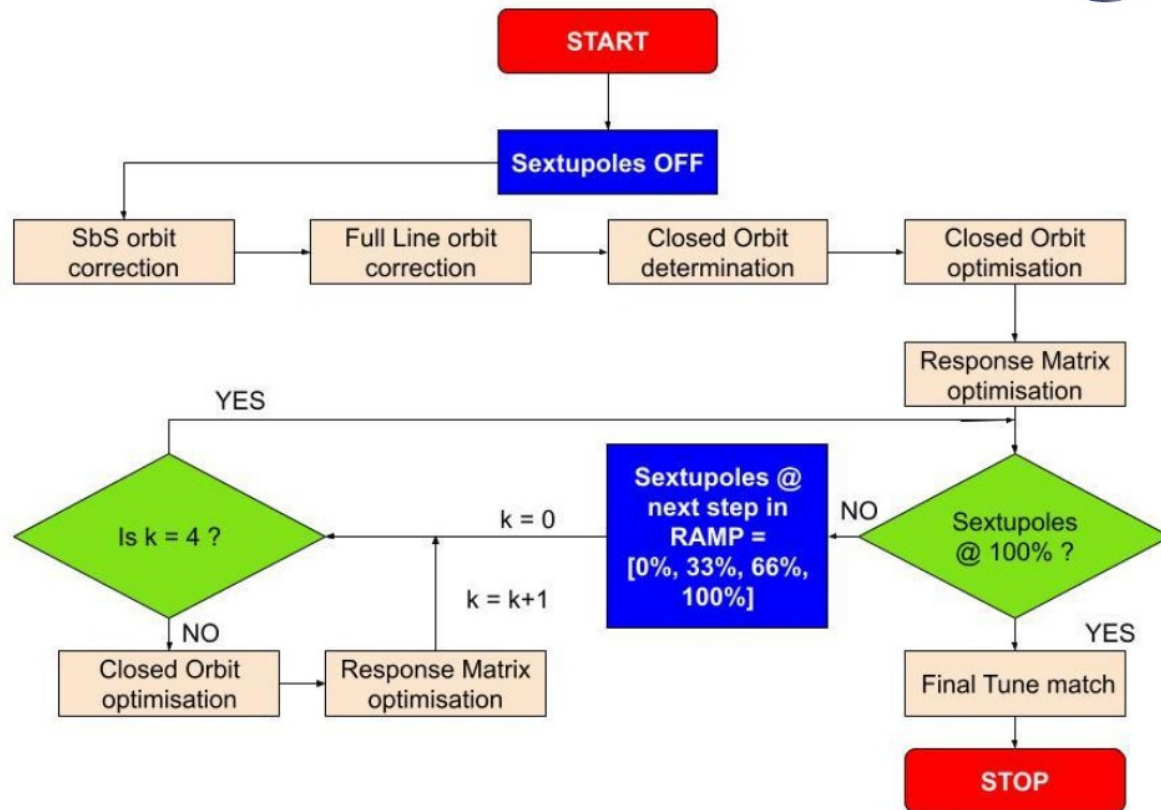 START
Sextupoles OFF
SbS orbit
correction
Full Line orbit
correction
Closed Orbit
determination
Closed Orbit
optimisation
Response Matrix
optimisation
YES
Is k = 4 ?
k = 0
k = k+1
Sextupoles @
next step in
RAMP =
[0%, 33%, 66%,
100%]
NO
Sextupoles
@ 100% ?
NO
YES
Closed Orbit
optimisation
Response Matrix
optimisation
Final Tune match
STOP